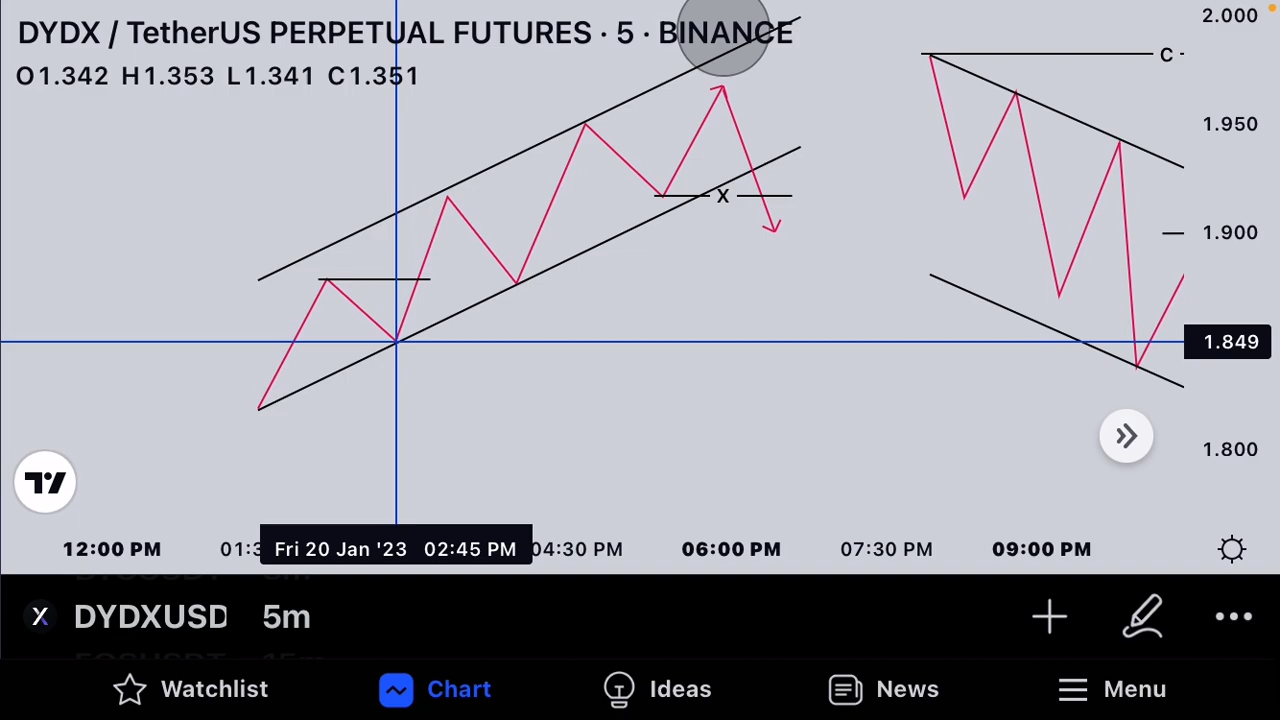 DYDX / TetherUS PERPETUAL FUTURES · 5 · BINANCE
O1.342 H1.353 L1.341 C1.351
2.000
C
1.950
X
1.900
1.849
1.800
12:00 PM
Fri 20 Jan '23 02:45 PM
04:30 PM
06:00 PM
07:30 PM
09:00 PM
DYDXUSD 5m
Watchlist
Chart
Ideas
News
Menu